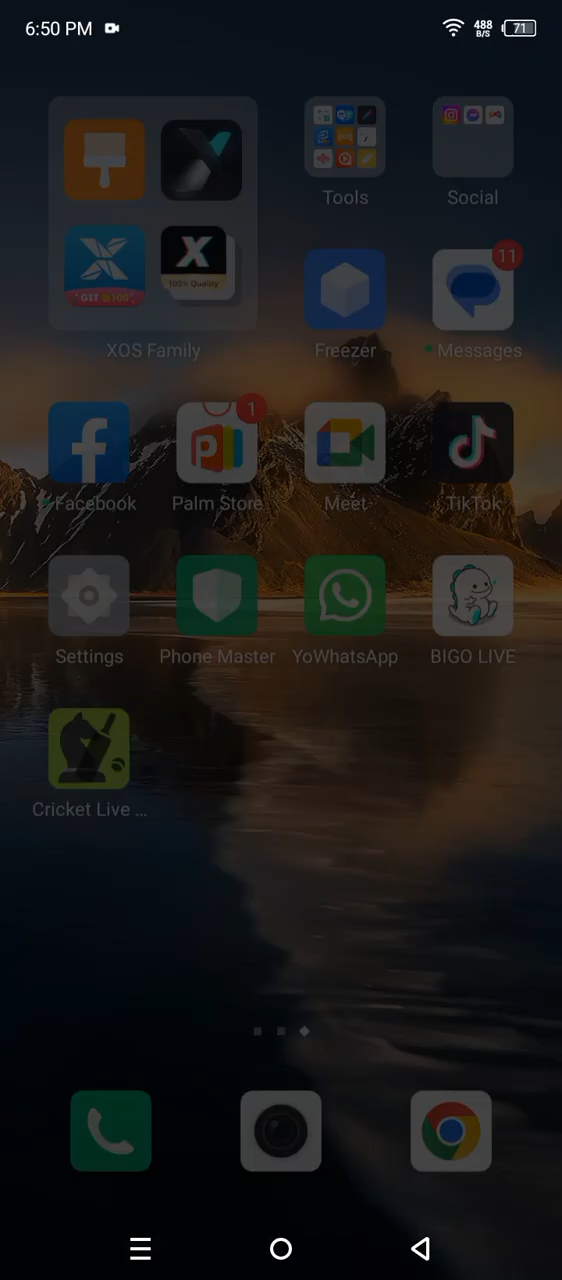 6:50 PM
488
B/S
71
GET 100
X
100% Quality
XOS Family
Tools
Social
Freezer
11
Messages
Facebook
1
Palm Store
Meet
TikTok
Settings
Phone Master
YoWhatsApp
BIGO LIVE
Cricket Live ...